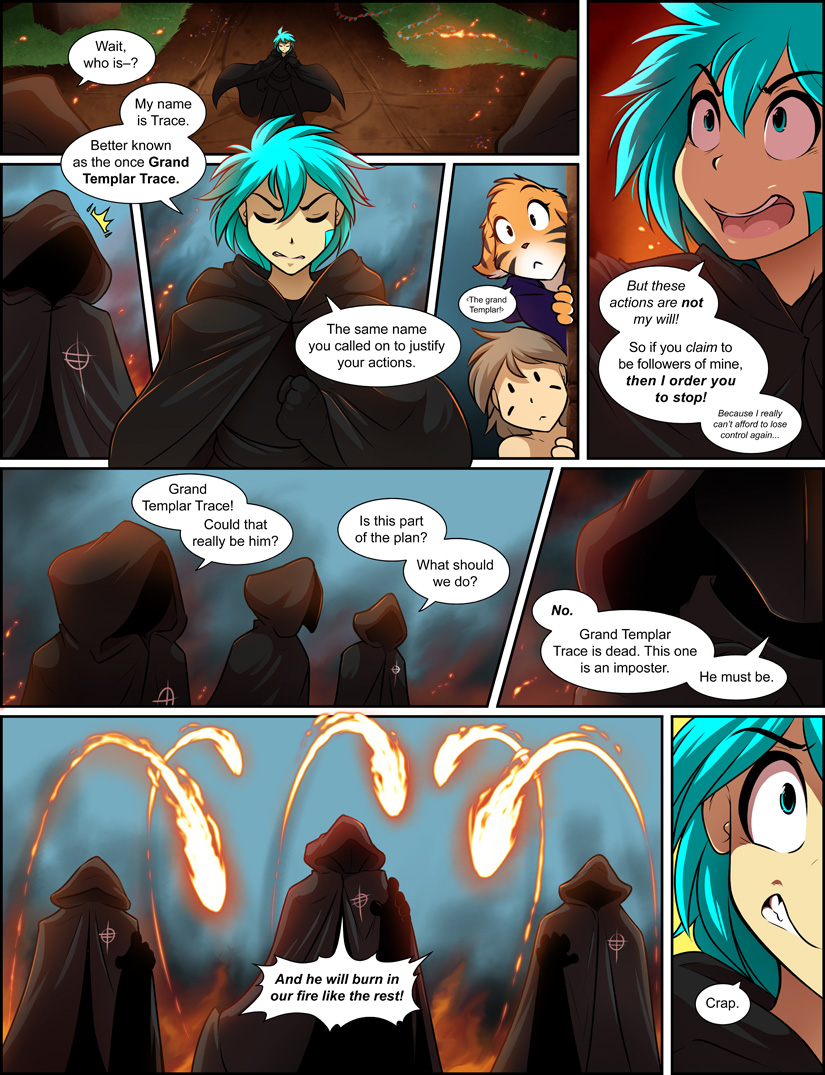 Wait,
who is–?
My name
is Trace.
Better known
as the once Grand
Templar Trace.
The same name
you called on to justify
your actions.
‹The grand
Templar!›
But these
actions are not
my will!
So if you claim to
be followers of mine,
then I order you
to stop!
Because I really
can't afford to lose
control again...
Grand
Templar Trace!
Could that
really be him?
Is this part
of the plan?
What should
we do?
No.
Grand Templar
Trace is dead. This one
is an imposter.
He must be.
And he will burn in
our fire like the rest!
Crap.